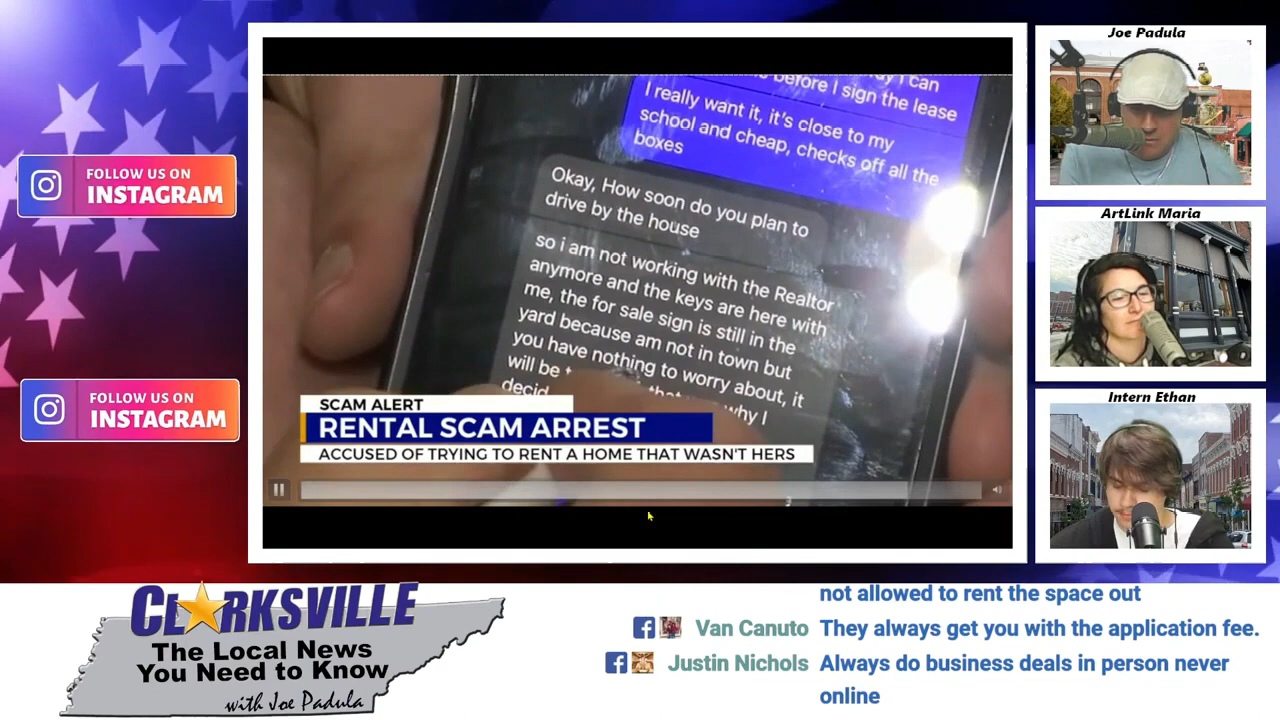 FOLLOW US ON
INSTAGRAM
FOLLOW US ON
INSTAGRAM
I can
before I sign the lease
I really want it, it's close to my
school and cheap, checks off all the
boxes
Okay, How soon do you plan to
drive by the house
so i am not working with the Realtor
anymore and the keys are here with
me, the for sale sign is still in the
yard because am not in town but
you have nothing to worry about, it
will be
why I
SCAM ALERT
RENTAL SCAM ARREST
ACCUSED OF TRYING TO RENT A HOME THAT WASN'T HERS
Joe Padula
ArtLink Maria
Intern Ethan
CLARKSVILLE
The Local News
You Need to Know
with Joe Padula
not allowed to rent the space out
Van Canuto They always get you with the application fee.
Justin Nichols Always do business deals in person never
online